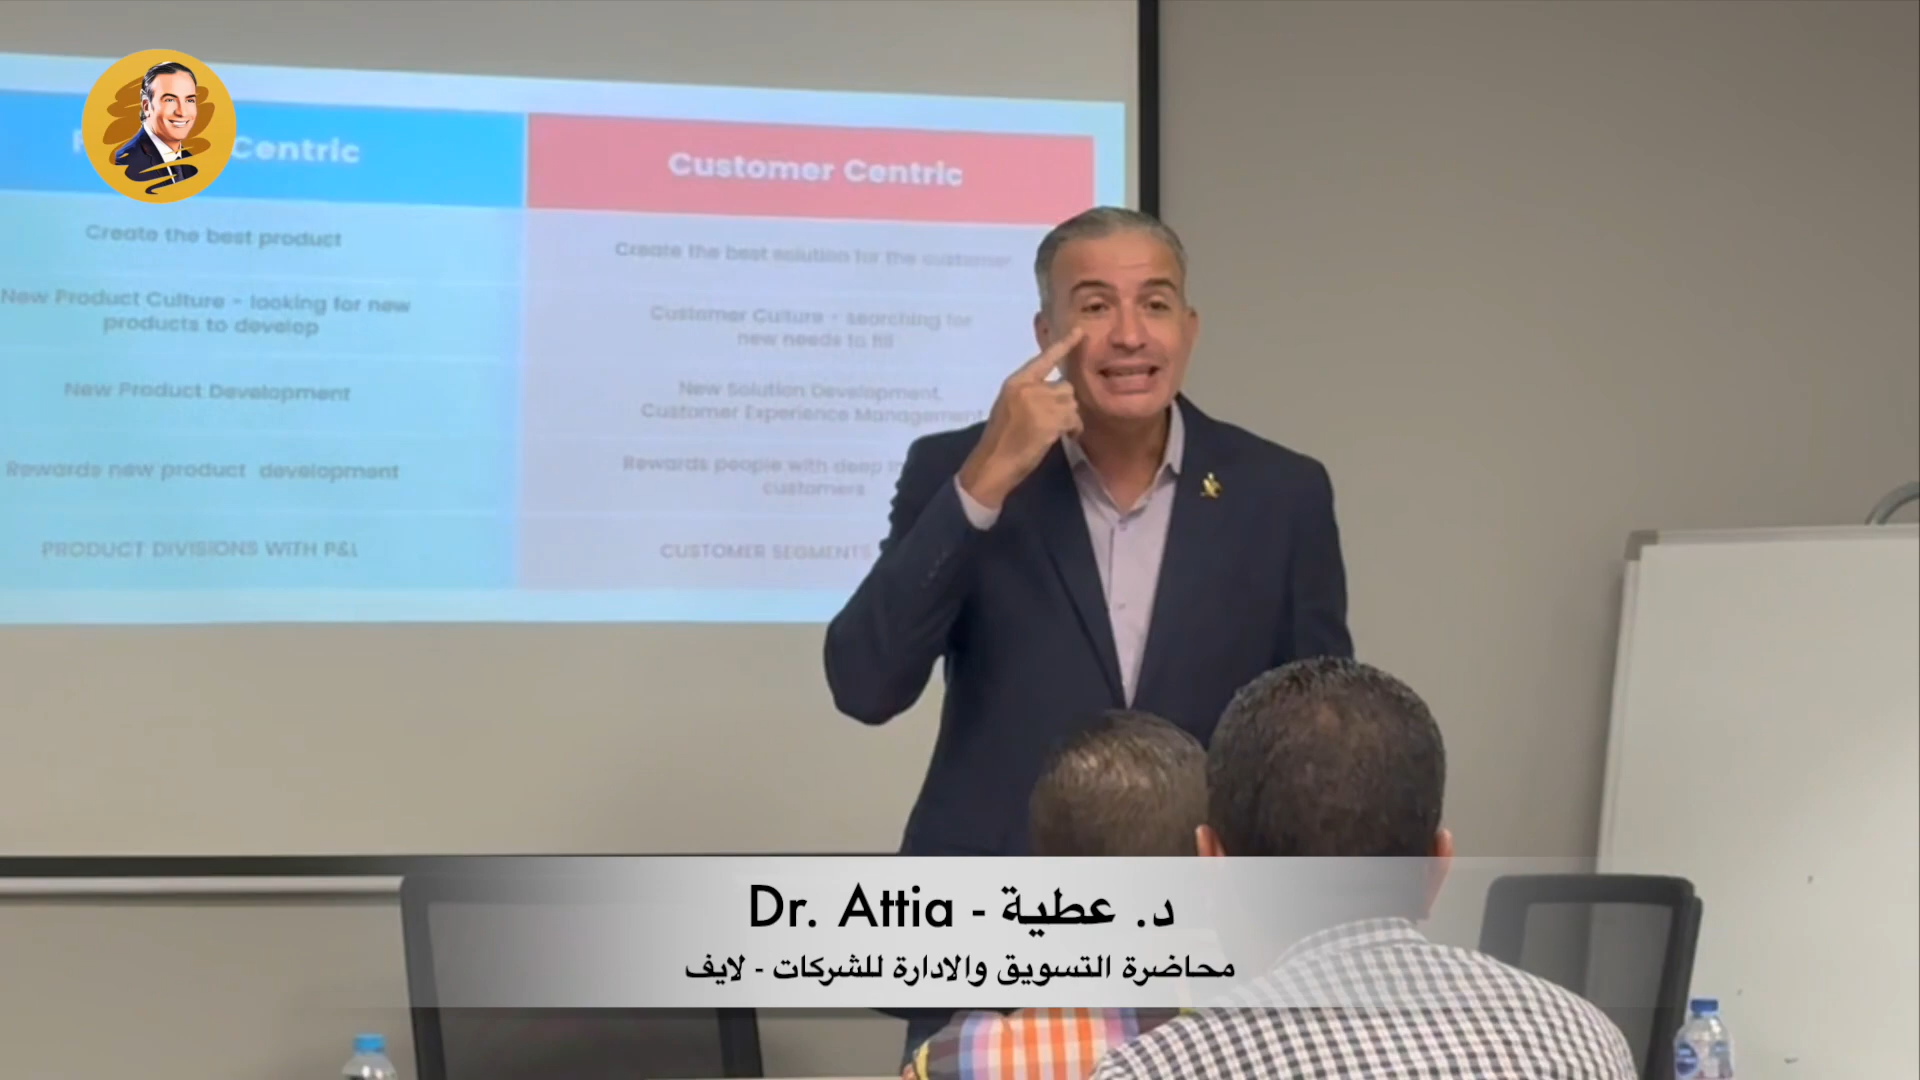 Centric
Customer Centric
Create the best product
Create the best solution for the customer
New Product Culture - looking for new
products to develop
Customer Culture - searching for
new needs to fill
New Product Development
New Solution Development,
Customer Experience Management
Rewards new product development
Rewards people with deep
customers
PRODUCT DIVISIONS WITH P&L
CUSTOMER SEGMENTS
Dr. Attia - د. عطية
محاضرة التسويق والادارة للشركات - لايف